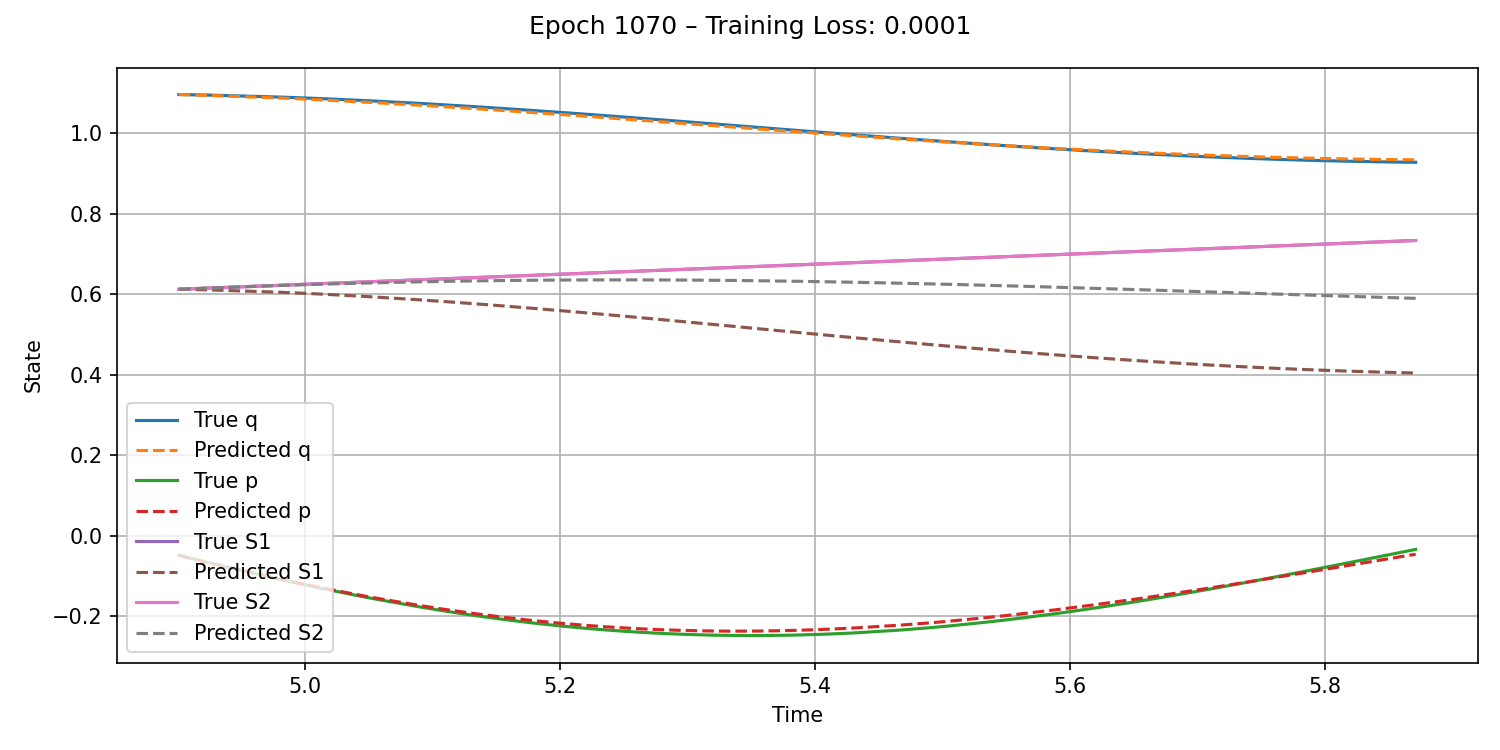 Epoch 1070 – Training Loss: 0.0001
State
1.0
0.8
0.6
0.4
0.2
0.0
−0.2
True q
Predicted q
True p
Predicted p
True S1
Predicted S1
True S2
Predicted S2
5.0 5.2 5.4 5.6 5.8
Time